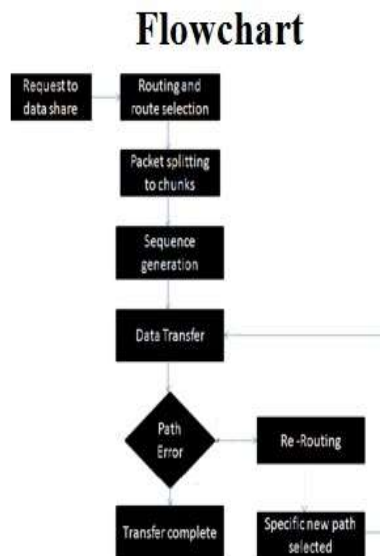 Flowchart
Request to
data share
Routing and
route selection
Packet splitting
to chunks
Sequence
generation
Data Transfer
Path
Error
Re -Routing
Transfer complete
Specific new path
selected